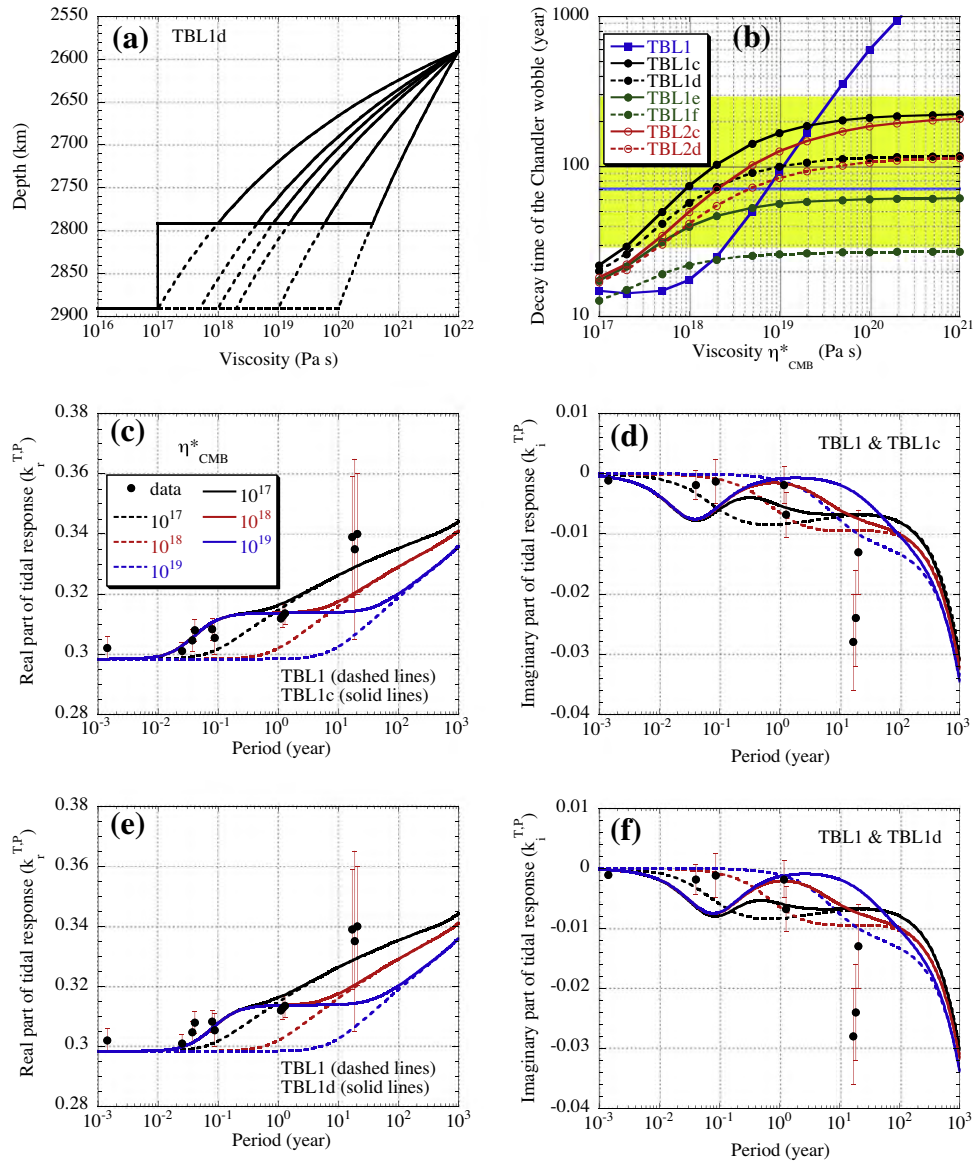 (a)
TBL1d
Depth (km)
2550
2600
2650
2700
2750
2800
2850
2900
10^16 10^17 10^18 10^19 10^20 10^21 10^22
Viscosity (Pa s)
(b)
Decay time of the Chandler wobble (year)
1000
100
10
TBL1
TBL1c
TBL1d
TBL1e
TBL1f
TBL2c
TBL2d
10^17 10^18 10^19 10^20 10^21
Viscosity η*_CMB (Pa s)
(c)
Real part of tidal response (k_r^T,P)
0.38
0.36
0.34
0.32
0.3
0.28
η*_CMB
data
10^17
10^17
10^18
10^18
10^19
10^19
TBL1 (dashed lines)
TBL1c (solid lines)
10^-3 10^-2 10^-1 10^0 10^1 10^2 10^3
Period (year)
(d)
TBL1 & TBL1c
Imaginary part of tidal response (k_i^T,P)
0.01
0
-0.01
-0.02
-0.03
-0.04
10^-3 10^-2 10^-1 10^0 10^1 10^2 10^3
Period (year)
(e)
Real part of tidal response (k_r^T,P)
0.38
0.36
0.34
0.32
0.3
0.28
TBL1 (dashed lines)
TBL1d (solid lines)
10^-3 10^-2 10^-1 10^0 10^1 10^2 10^3
Period (year)
(f)
TBL1 & TBL1d
Imaginary part of tidal response (k_i^T,P)
0.01
0
-0.01
-0.02
-0.03
-0.04
10^-3 10^-2 10^-1 10^0 10^1 10^2 10^3
Period (year)